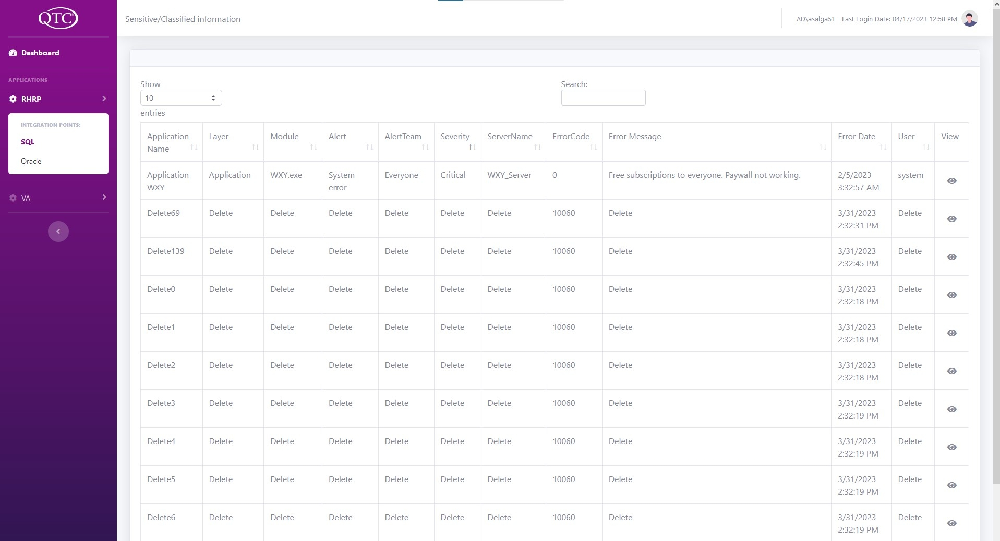 QTC
Dashboard
APPLICATIONS
RHRP
INTEGRATION POINTS:
SQL
Oracle
VA
Sensitive/Classified information
AD\asalga51 - Last Login Date: 04/17/2023 12:58 PM
Show
10
entries
Search:
Application Name Layer Module Alert AlertTeam Severity ServerName ErrorCode Error Message Error Date User View
Application WXY Application WXY.exe System error Everyone Critical WXY_Server 0 Free subscriptions to everyone. Paywall not working. 2/5/2023 3:32:57 AM system
Delete69 Delete Delete Delete Delete Delete Delete 10060 Delete 3/31/2023 2:32:31 PM Delete
Delete139 Delete Delete Delete Delete Delete Delete 10060 Delete 3/31/2023 2:32:45 PM Delete
Delete0 Delete Delete Delete Delete Delete Delete 10060 Delete 3/31/2023 2:32:18 PM Delete
Delete1 Delete Delete Delete Delete Delete Delete 10060 Delete 3/31/2023 2:32:18 PM Delete
Delete2 Delete Delete Delete Delete Delete Delete 10060 Delete 3/31/2023 2:32:18 PM Delete
Delete3 Delete Delete Delete Delete Delete Delete 10060 Delete 3/31/2023 2:32:19 PM Delete
Delete4 Delete Delete Delete Delete Delete Delete 10060 Delete 3/31/2023 2:32:19 PM Delete
Delete5 Delete Delete Delete Delete Delete Delete 10060 Delete 3/31/2023 2:32:19 PM Delete
Delete6 Delete Delete Delete Delete Delete Delete 10060 Delete 3/31/2023 2:32:19 PM Delete